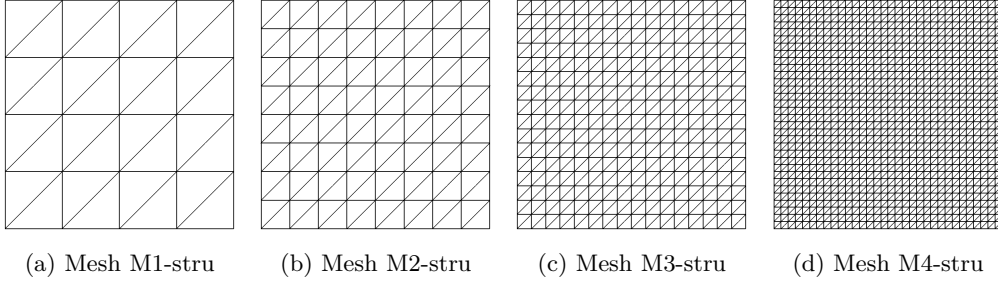 (a) Mesh M1-stru
(b) Mesh M2-stru
(c) Mesh M3-stru
(d) Mesh M4-stru